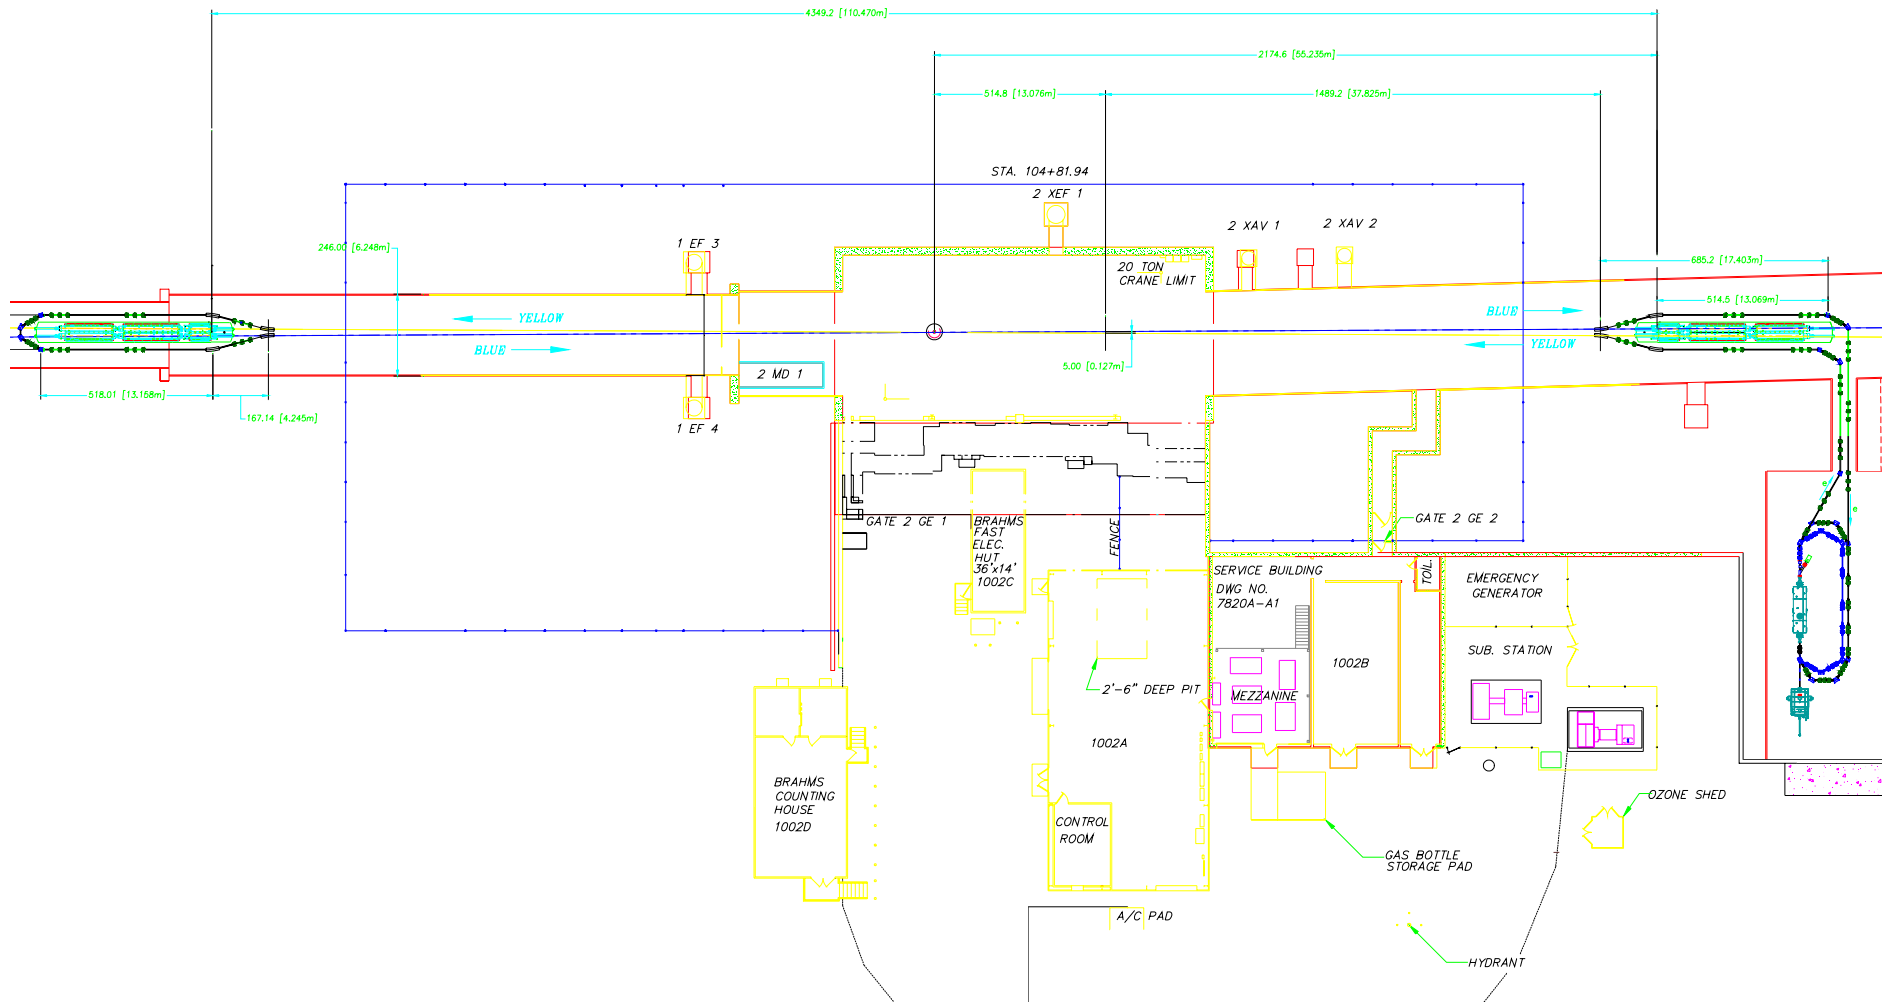 4349.2 [110.470m]
2174.6 [55.235m]
514.8 [13.076m]
1489.2 [37.825m]
STA. 104+81.94
2 XEF 1
2 XAV 1
2 XAV 2
1 EF 3
246.00 [6.248m]
20 TON
CRANE LIMIT
685.2 [17.403m]
514.5 [13.069m]
YELLOW
BLUE
BLUE
YELLOW
2 MD 1
5.00 [0.127m]
518.01 [13.158m]
167.14 [4.245m]
1 EF 4
GATE 2 GE 1
BRAHMS
FAST
ELEC.
HUT
36'x14'
1002C
FENCE
GATE 2 GE 2
SERVICE BUILDING
DWG NO.
7820A-A1
TOIL.
EMERGENCY
GENERATOR
e
e
p
SUB. STATION
1002B
2'-6" DEEP PIT
MEZZANINE
1002A
BRAHMS
COUNTING
HOUSE
1002D
CONTROL
ROOM
OZONE SHED
GAS BOTTLE
STORAGE PAD
A/C PAD
HYDRANT